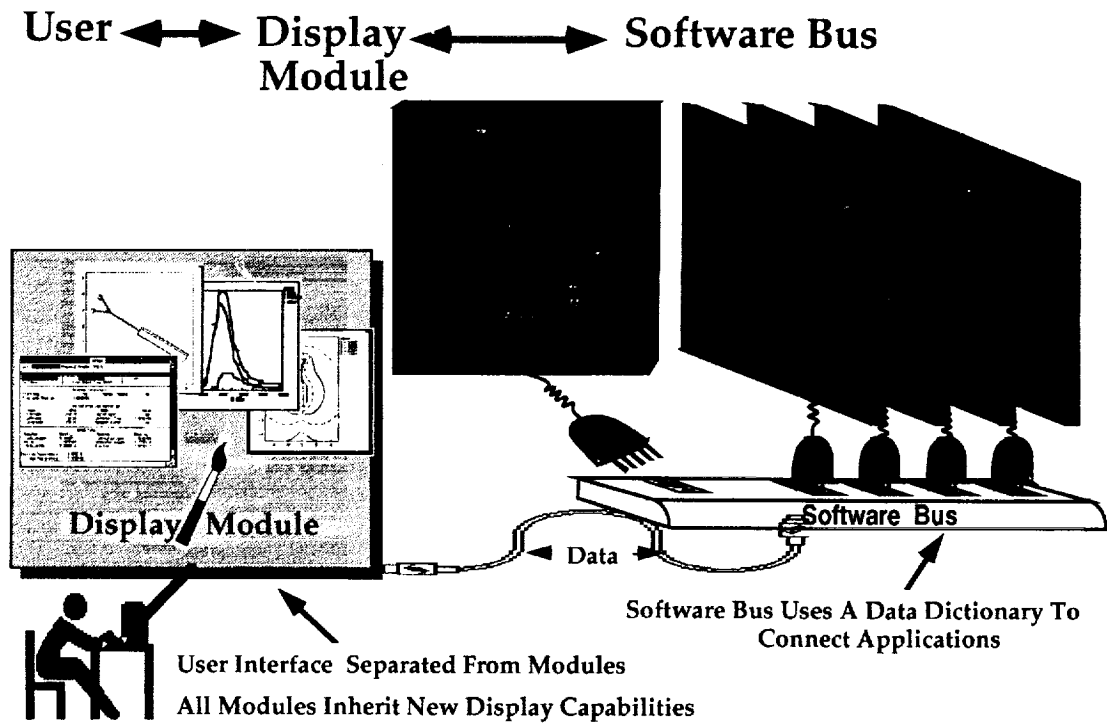 User Display Software Bus
Module
Display Module
Software Bus
Data
Software Bus Uses A Data Dictionary To
Connect Applications
User Interface Separated From Modules
All Modules Inherit New Display Capabilities